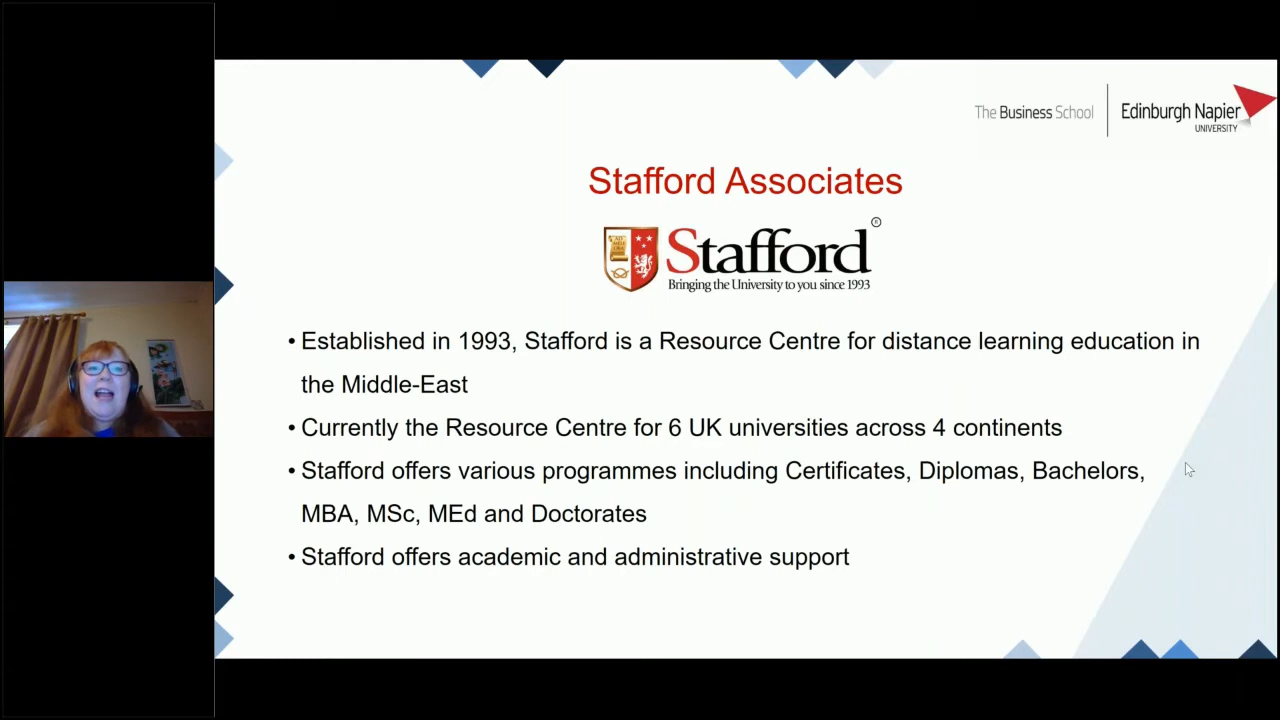 The Business School
Edinburgh Napier
UNIVERSITY
Stafford Associates
Stafford®
Bringing the University to you since 1993
• Established in 1993, Stafford is a Resource Centre for distance learning education in
the Middle-East
• Currently the Resource Centre for 6 UK universities across 4 continents
• Stafford offers various programmes including Certificates, Diplomas, Bachelors,
MBA, MSc, MEd and Doctorates
• Stafford offers academic and administrative support